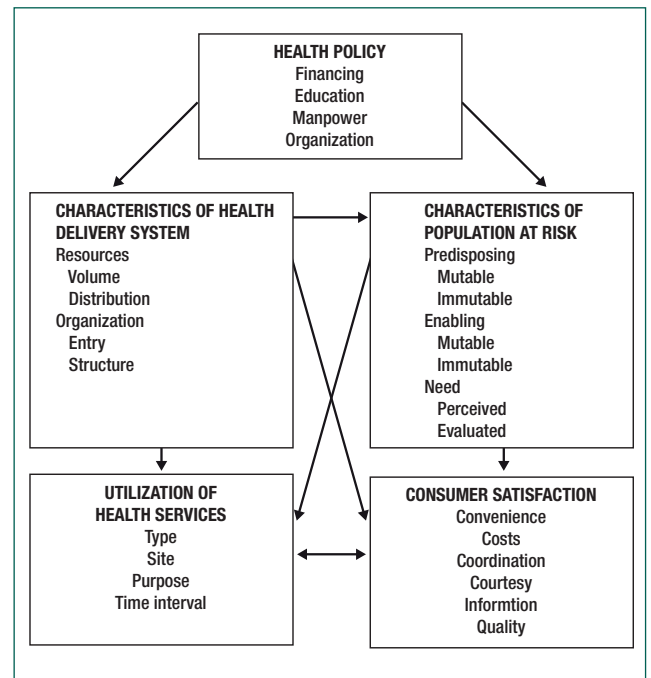 HEALTH POLICY
Financing
Education
Manpower
Organization
CHARACTERISTICS OF HEALTH
DELIVERY SYSTEM
Resources
Volume
Distribution
Organization
Entry
Structure
CHARACTERISTICS OF
POPULATION AT RISK
Predisposing
Mutable
Immutable
Enabling
Mutable
Immutable
Need
Perceived
Evaluated
UTILIZATION OF
HEALTH SERVICES
Type
Site
Purpose
Time interval
CONSUMER SATISFACTION
Convenience
Costs
Coordination
Courtesy
Informtion
Quality